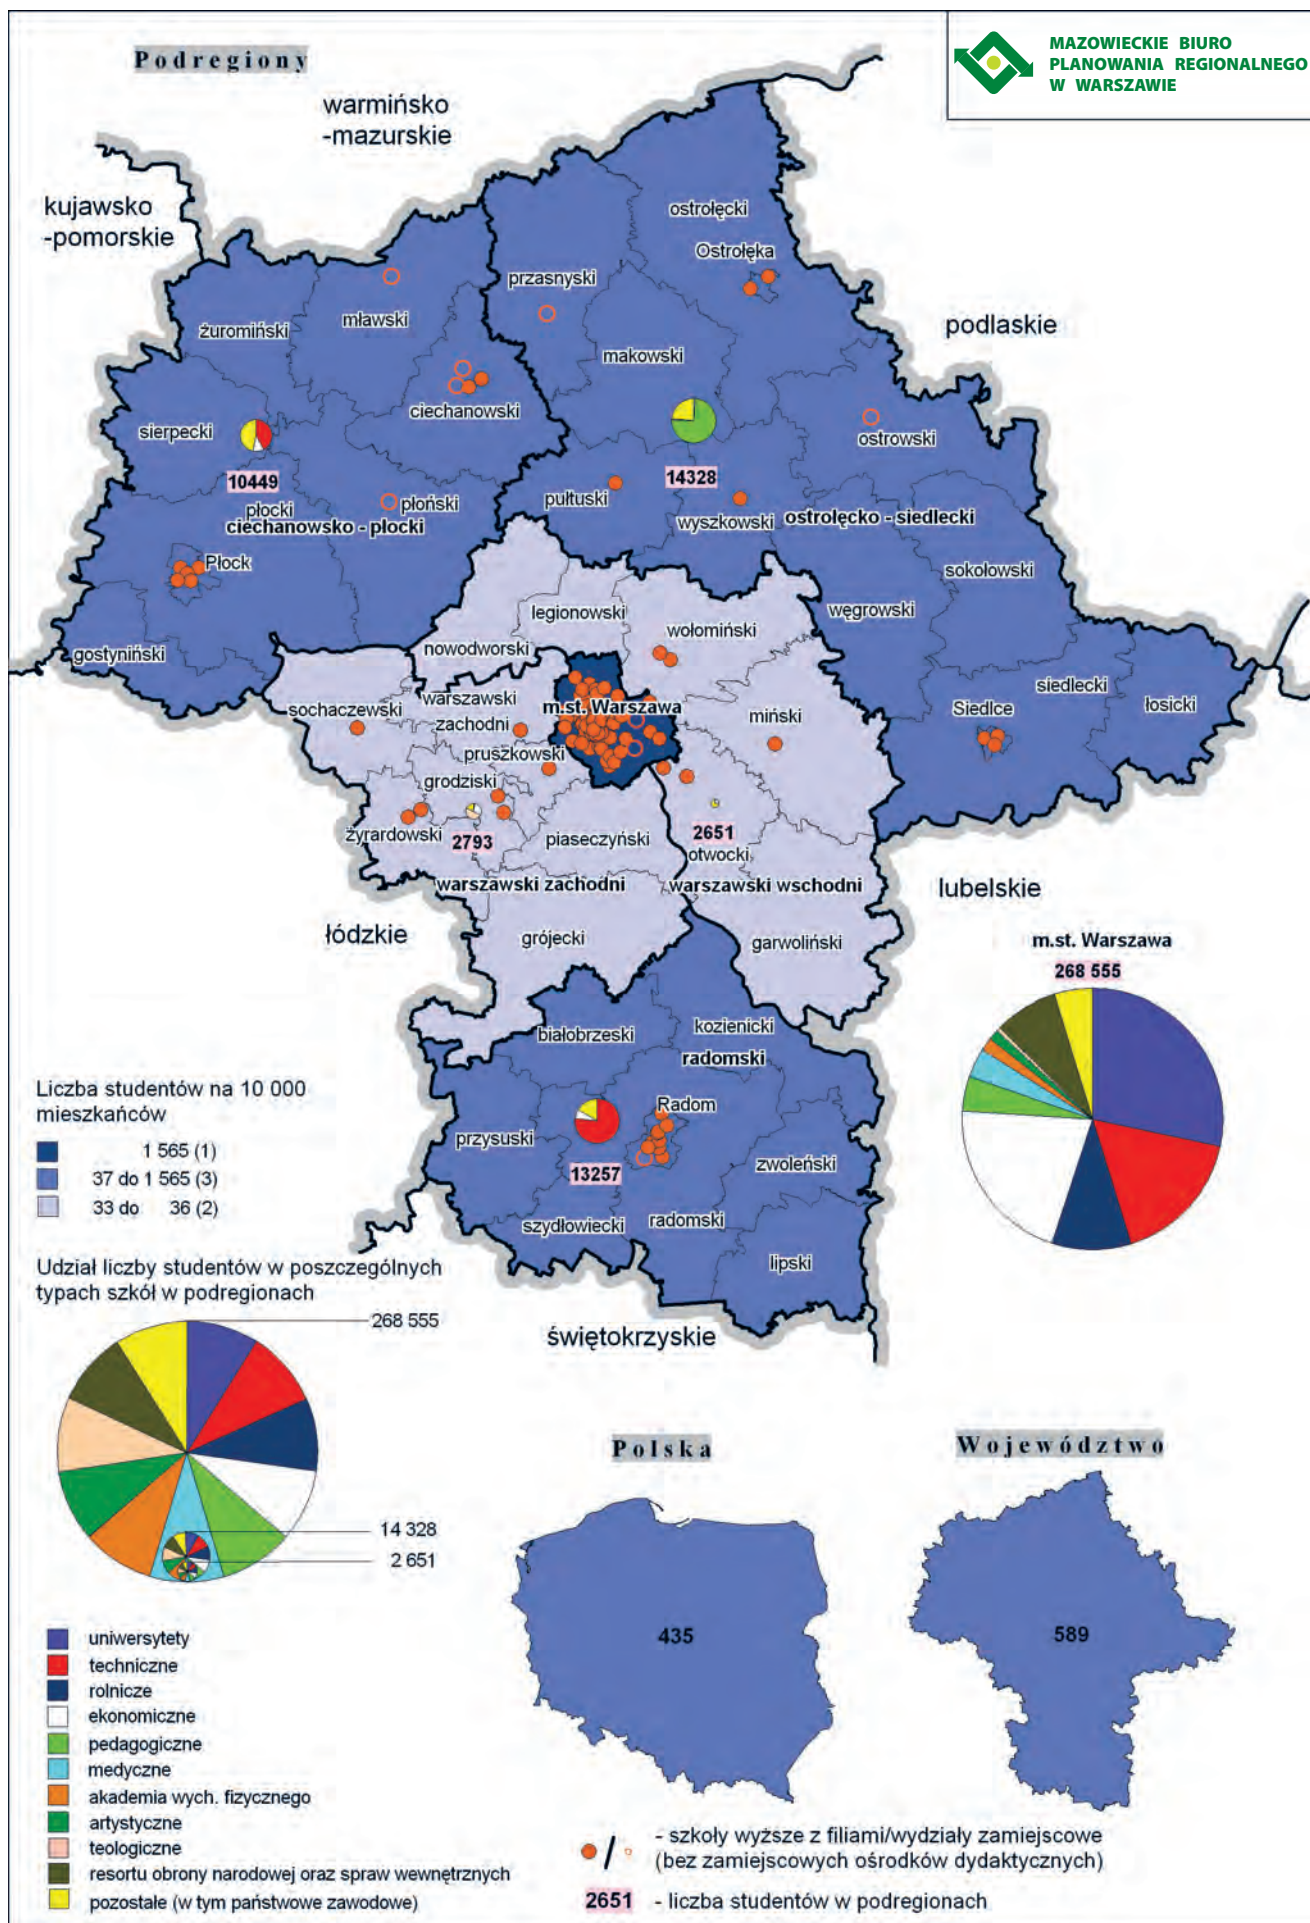 Podregiony
MAZOWIECKIE BIURO
PLANOWANIA REGIONALNEGO
W WARSZAWIE
warmińsko
-mazurskie
kujawsko
-pomorskie
podlaskie
ostrołęcki
Ostrołęka
przasnyski
mławski
żuromiński
makowski
ciechanowski
sierpecki
ostrowski
10449
14328
płocki
płoński
pułtuski
wyszkowski
ciechanowsko - płocki
ostrołęcko - siedlecki
Płock
sokołowski
legionowski
węgrowski
wołomiński
nowodworski
gostyniński
siedlecki
warszawski
zachodni
sochaczewski
m.st. Warszawa
miński
Siedlce
łosicki
pruszkowski
grodziski
żyrardowski
2793
piaseczyński
2651
otwocki
warszawski zachodni
warszawski wschodni
lubelskie
łódzkie
grójecki
garwoliński
m.st. Warszawa
268 555
białobrzeski
kozienicki
radomski
Radom
przysuski
13257
zwoleński
szydłowiecki
radomski
lipski
świętokrzyskie
Liczba studentów na 10 000
mieszkańców
1 565 (1)
37 do 1 565 (3)
33 do 36 (2)
Udział liczby studentów w poszczególnych
typach szkół w podregionach
268 555
14 328
2 651
uniwersytety
techniczne
rolnicze
ekonomiczne
pedagogiczne
medyczne
akademia wych. fizycznego
artystyczne
teologiczne
resortu obrony narodowej oraz spraw wewnętrznych
pozostałe (w tym państwowe zawodowe)
Polska
435
Województwo
589
- szkoły wyższe z filiami/wydziały zamiejscowe
(bez zamiejscowych ośrodków dydaktycznych)
2651 - liczba studentów w podregionach